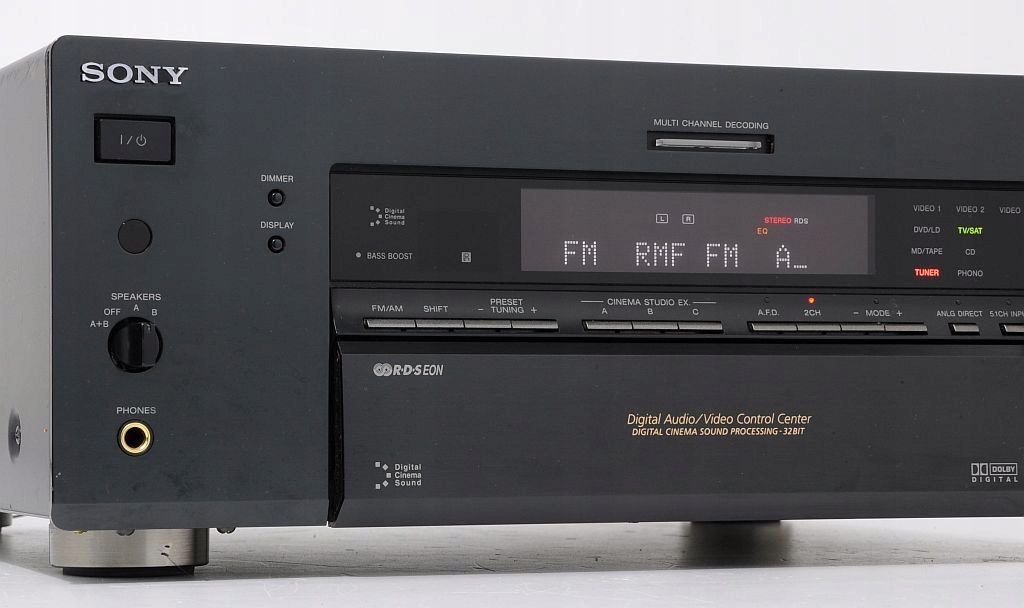 SONY
I/⏻
MULTI CHANNEL DECODING
DIMMER
DISPLAY
Digital
Cinema
Sound
BASS BOOST
L R
STEREO RDS
EQ
FM RMF FM A_
VIDEO 1 VIDEO 2 VIDEO
DVD/LD TV/SAT
MD/TAPE CD
TUNER PHONO
SPEAKERS
OFF A B
A+B
FM/AM SHIFT – PRESET TUNING +
CINEMA STUDIO EX.
A B C
A.F.D. 2CH – MODE + ANLG DIRECT 5.1CH INPU
R·D·S EON
PHONES
Digital Audio/Video Control Center
DIGITAL CINEMA SOUND PROCESSING-32BIT
Digital
Cinema
Sound
DOLBY
DIGITAL